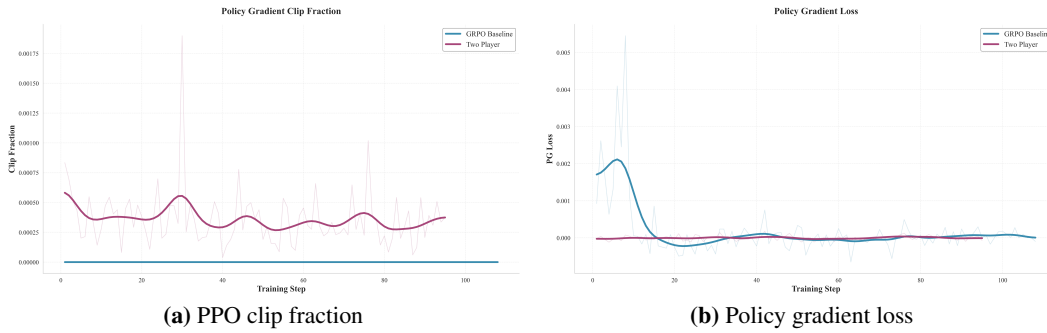 Policy Gradient Clip Fraction
GRPO Baseline
Two Player
0.00175
0.00150
0.00125
0.00100
0.00075
0.00050
0.00025
0.00000
Clip Fraction
0 20 40 60 80 100
Training Step
(a) PPO clip fraction
Policy Gradient Loss
GRPO Baseline
Two Player
0.005
0.004
0.003
0.002
0.001
0.000
PG Loss
0 20 40 60 80 100
Training Step
(b) Policy gradient loss